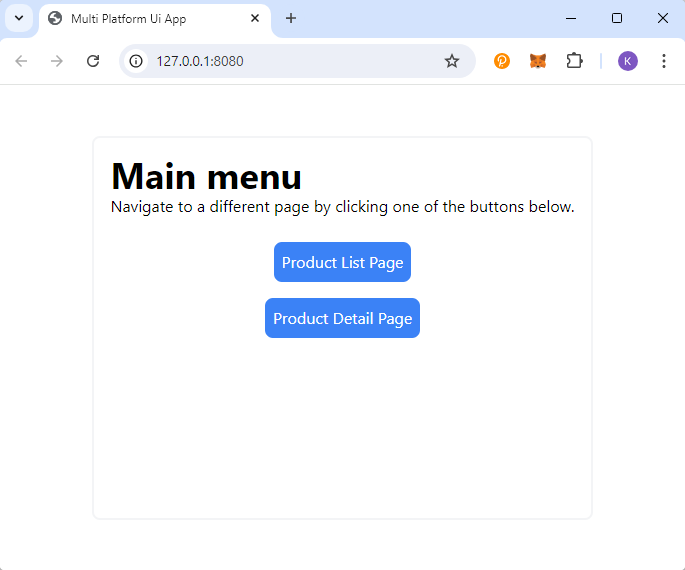 Multi Platform Ui App
127.0.0.1:8080
K
Main menu
Navigate to a different page by clicking one of the buttons below.
Product List Page
Product Detail Page